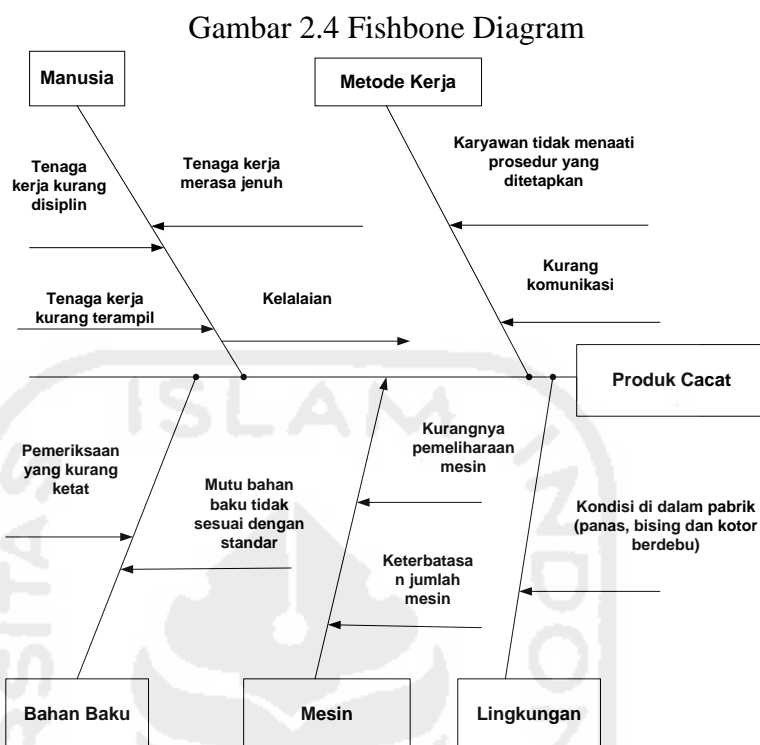 Gambar 2.4 Fishbone Diagram
Manusia
Metode Kerja
Tenaga
kerja kurang
disiplin
Tenaga kerja
merasa jenuh
Karyawan tidak menaati
prosedur yang
ditetapkan
Tenaga kerja
kurang terampil
Kelalaian
Kurang
komunikasi
Produk Cacat
Pemeriksaan
yang kurang
ketat
Mutu bahan
baku tidak
sesuai dengan
standar
Kurangnya
pemeliharaan
mesin
Keterbatasa
n jumlah
mesin
Kondisi di dalam pabrik
(panas, bising dan kotor
berdebu)
Bahan Baku
Mesin
Lingkungan
ISLAM